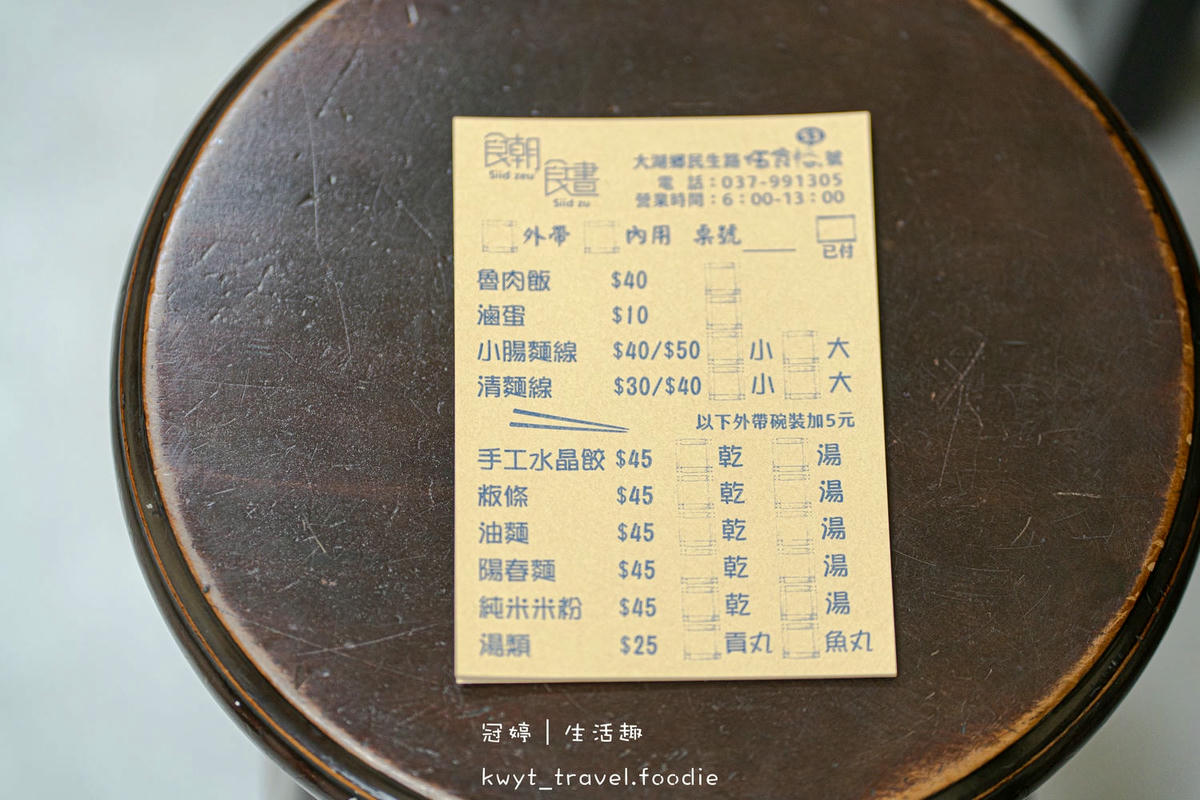 食朝
Siid zeu
食晝
Siid zu
53
大湖鄉民生路 號
電 話：037-991305
營業時間：6：00-13：00
外帶 內用 桌號 已付
魯肉飯 $40
滷蛋 $10
小腸麵線 $40/$50 小 大
清麵線 $30/$40 小 大
以下外帶碗裝加5元
手工水晶餃 $45 乾 湯
粄條 $45 乾 湯
油麵 $45 乾 湯
陽春麵 $45 乾 湯
純米米粉 $45 乾 湯
湯類 $25 貢丸 魚丸
冠婷｜生活趣
kwyt_travel.foodie